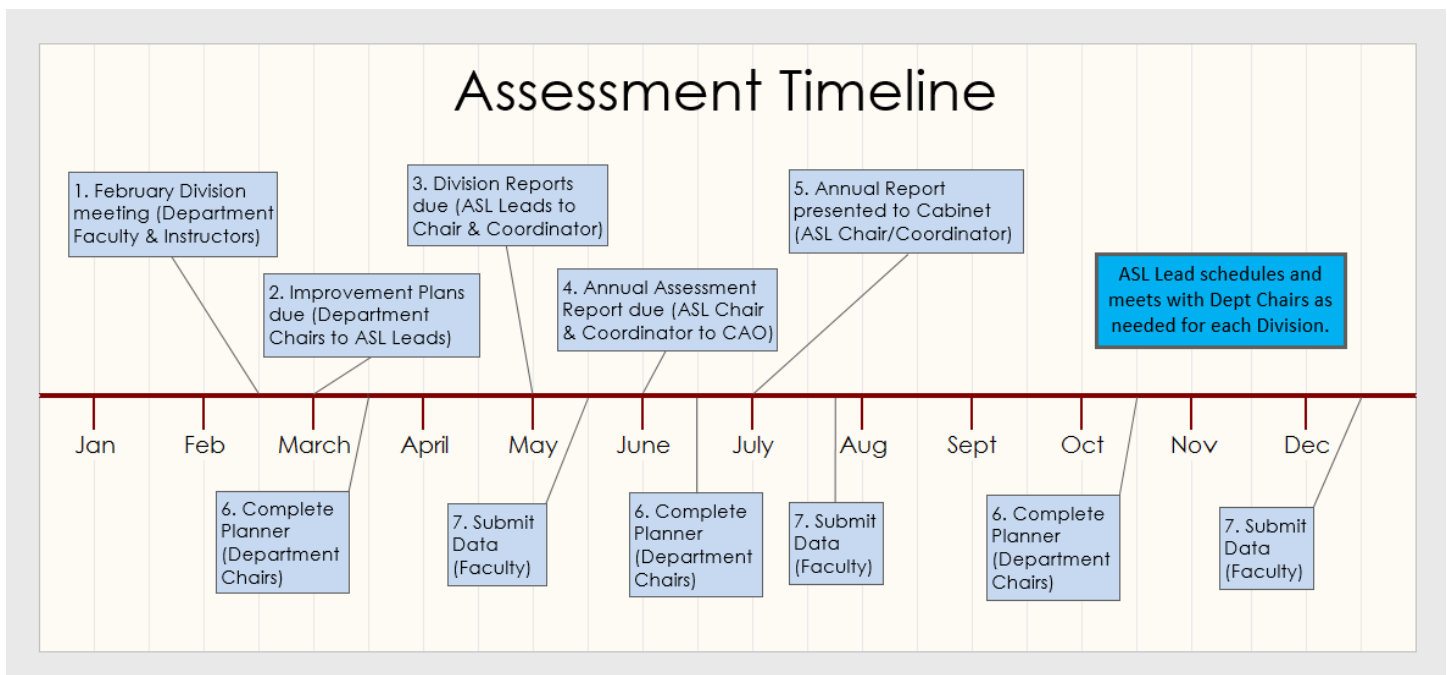 Assessment Timeline
1. February Division
meeting (Department
Faculty & Instructors)
2. Improvement Plans
due (Department
Chairs to ASL Leads)
3. Division Reports
due (ASL Leads to
Chair & Coordinator)
4. Annual Assessment
Report due (ASL Chair
& Coordinator to CAO)
5. Annual Report
presented to Cabinet
(ASL Chair/Coordinator)
ASL Lead schedules and
meets with Dept Chairs as
needed for each Division.
Jan Feb March April May June July Aug Sept Oct Nov Dec
6. Complete
Planner
(Department
Chairs)
7. Submit
Data
(Faculty)
6. Complete
Planner
(Department
Chairs)
7. Submit
Data
(Faculty)
6. Complete
Planner
(Department
Chairs)
7. Submit
Data
(Faculty)